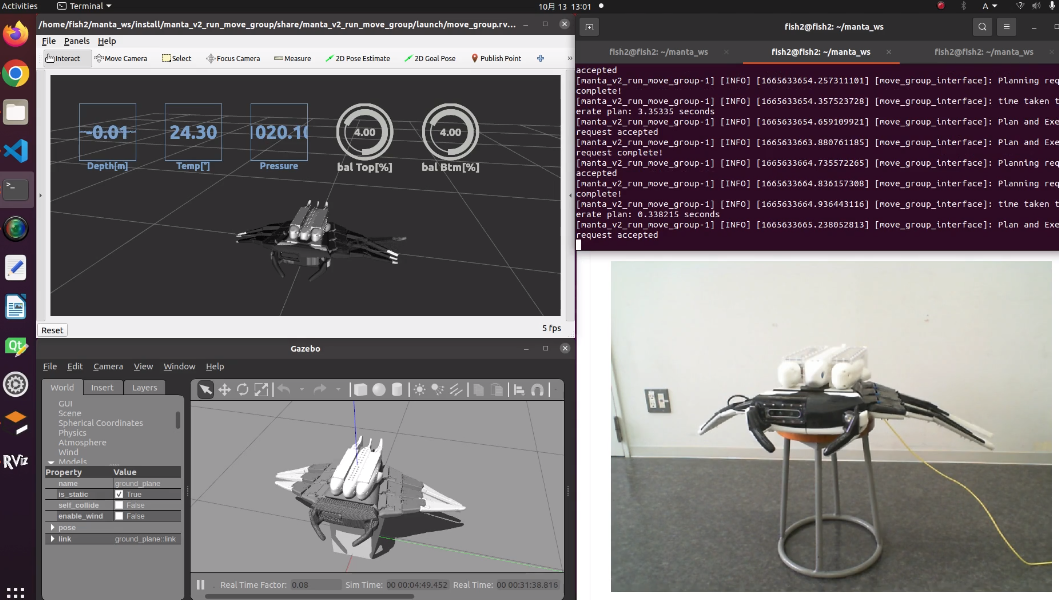 Activities
Terminal
10月 13 13:01
A
/home/fish2/manta_ws/install/manta_v2_run_move_group/share/manta_v2_run_move_group/launch/move_group.rv...
File Panels Help
Interact Move Camera Select Focus Camera Measure 2D Pose Estimate 2D Goal Pose Publish Point
-0.01 24.30 1020.10 4.00 4.00
Depth[m] Temp[°] Pressure bal Top[%] bal Btm[%]
Reset
5 fps
fish2@fish2: ~/manta_ws
fish2@fish2: ~/manta_ws fish2@fish2: ~/manta_ws fish2@fish2: ~/manta_ws
accepted
[manta_v2_run_move_group-1] [INFO] [1665633654.257311101] [move_group_interface]: Planning req
complete!
[manta_v2_run_move_group-1] [INFO] [1665633654.357523728] [move_group_interface]: time taken t
erate plan: 3.35335 seconds
[manta_v2_run_move_group-1] [INFO] [1665633654.659109921] [move_group_interface]: Plan and Exe
request accepted
[manta_v2_run_move_group-1] [INFO] [1665633663.880761185] [move_group_interface]: Plan and Exe
request complete!
[manta_v2_run_move_group-1] [INFO] [1665633664.735572265] [move_group_interface]: Planning req
accepted
[manta_v2_run_move_group-1] [INFO] [1665633664.836157308] [move_group_interface]: Planning req
complete!
[manta_v2_run_move_group-1] [INFO] [1665633664.936443116] [move_group_interface]: time taken t
erate plan: 0.338215 seconds
[manta_v2_run_move_group-1] [INFO] [1665633665.238052813] [move_group_interface]: Plan and Exe
request accepted
Gazebo
File Edit Camera View Window Help
World Insert Layers
GUI
Scene
Spherical Coordinates
Physics
Atmosphere
Wind
Models
Property Value
name ground_plane
is_static True
self_collide False
enable_wind False
pose
link ground_plane::link
Real Time Factor: 0.08 Sim Time: 00 00:04:49.452 Real Time: 00 00:31:38.816
Qt
RViz